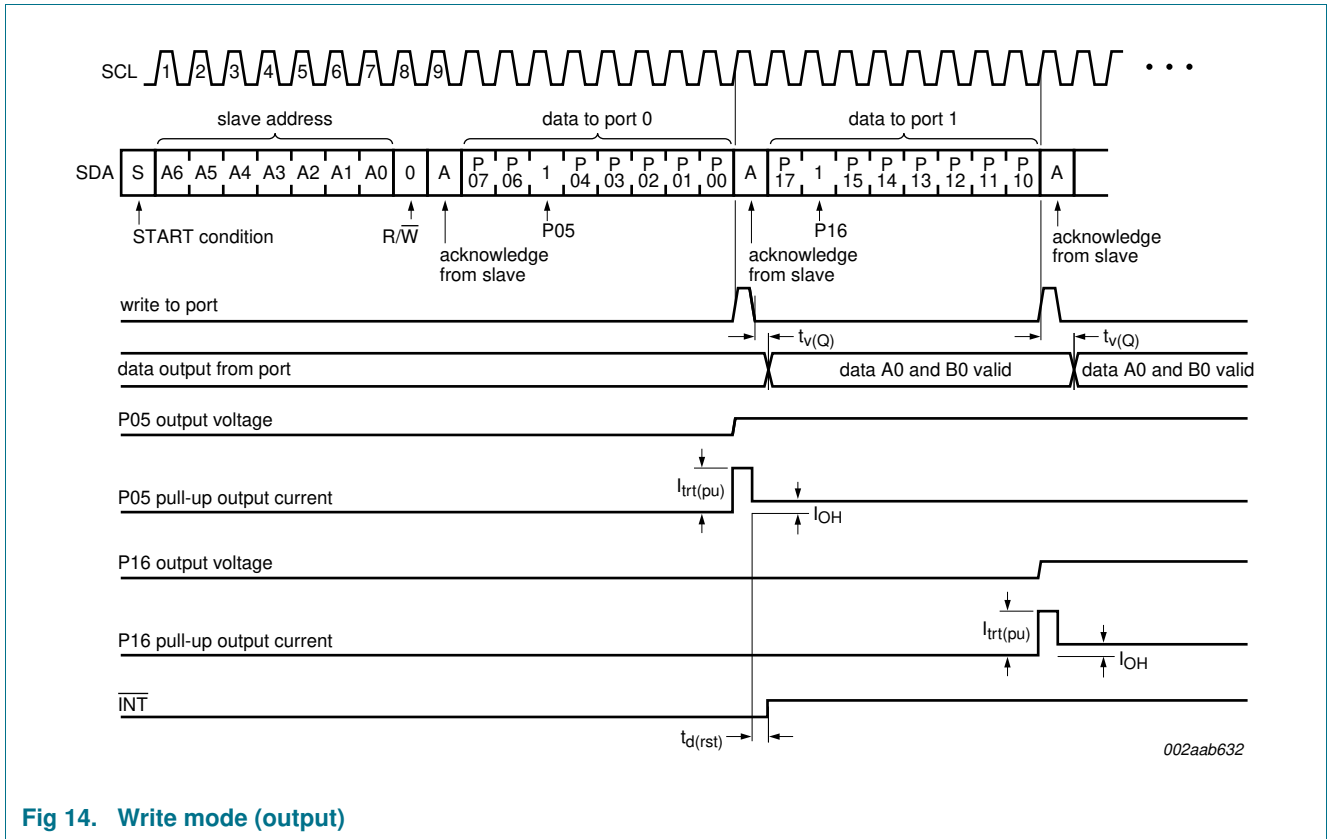 SCL 1 2 3 4 5 6 7 8 9 • • •
slave address data to port 0 data to port 1
SDA S A6 A5 A4 A3 A2 A1 A0 0 A P07 P06 1 P04 P03 P02 P01 P00 A P17 1 P15 P14 P13 P12 P11 P10 A
START condition R/W̅ P05 P16
acknowledge from slave
acknowledge from slave
acknowledge from slave
write to port
tv(Q) tv(Q)
data output from port data A0 and B0 valid data A0 and B0 valid
P05 output voltage
Itrt(pu)
P05 pull-up output current
IOH
P16 output voltage
Itrt(pu)
P16 pull-up output current
IOH
I̅N̅T̅
td(rst)
002aab632
Fig 14. Write mode (output)